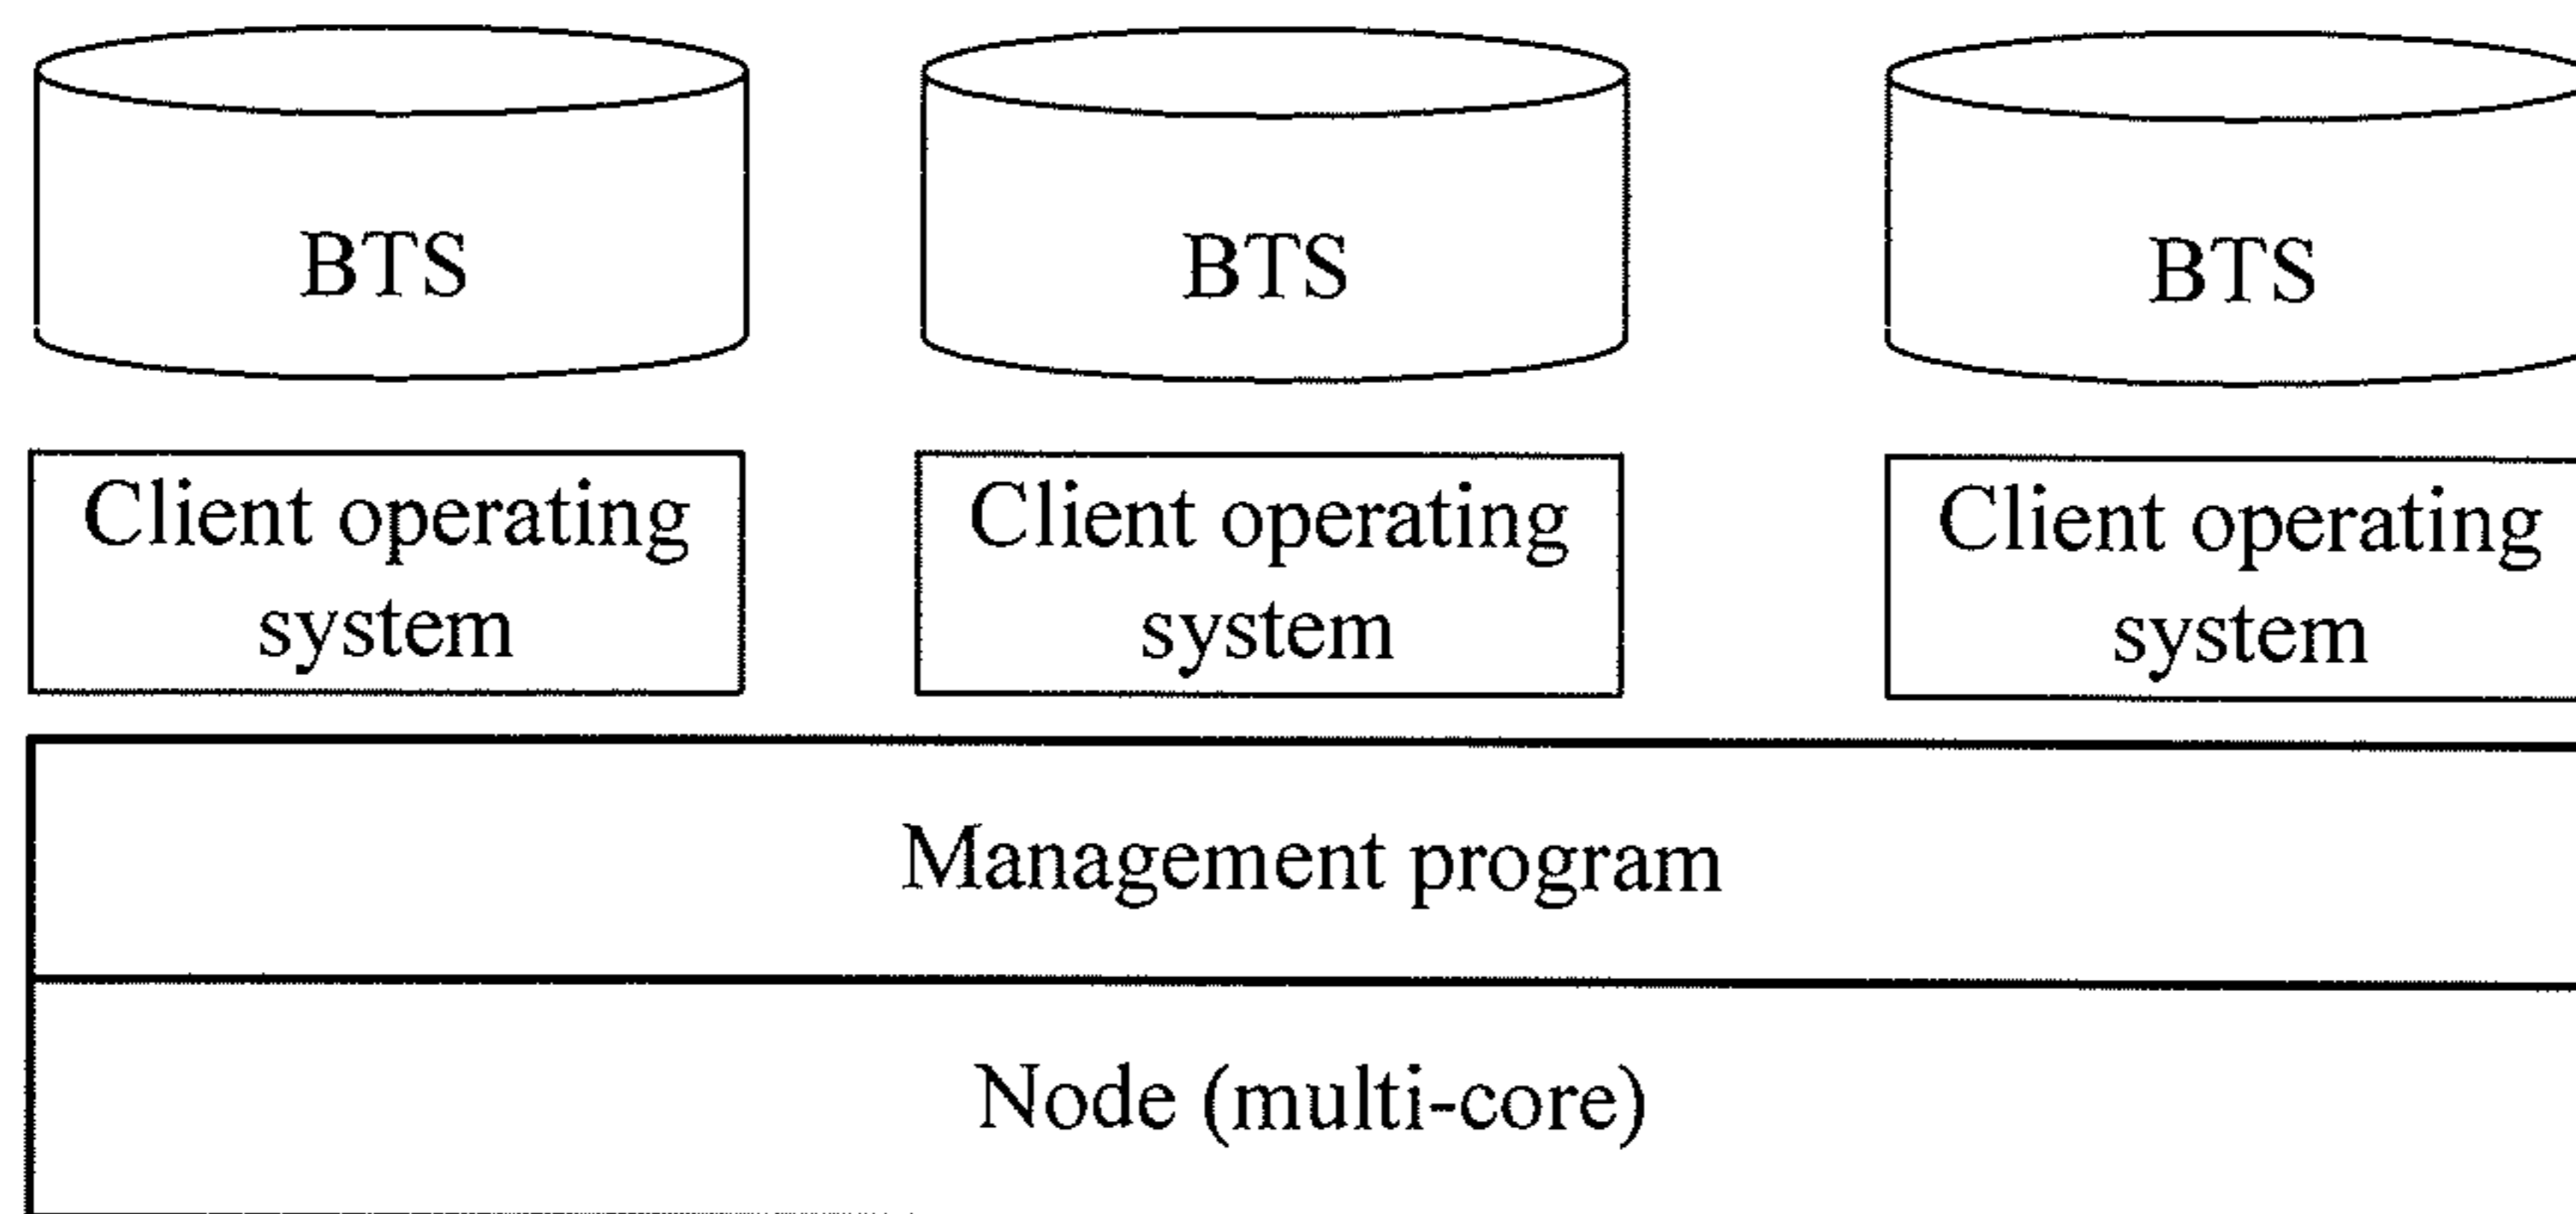 BTS BTS BTS
Client operating Client operating Client operating
system system system
Management program
Node (multi-core)